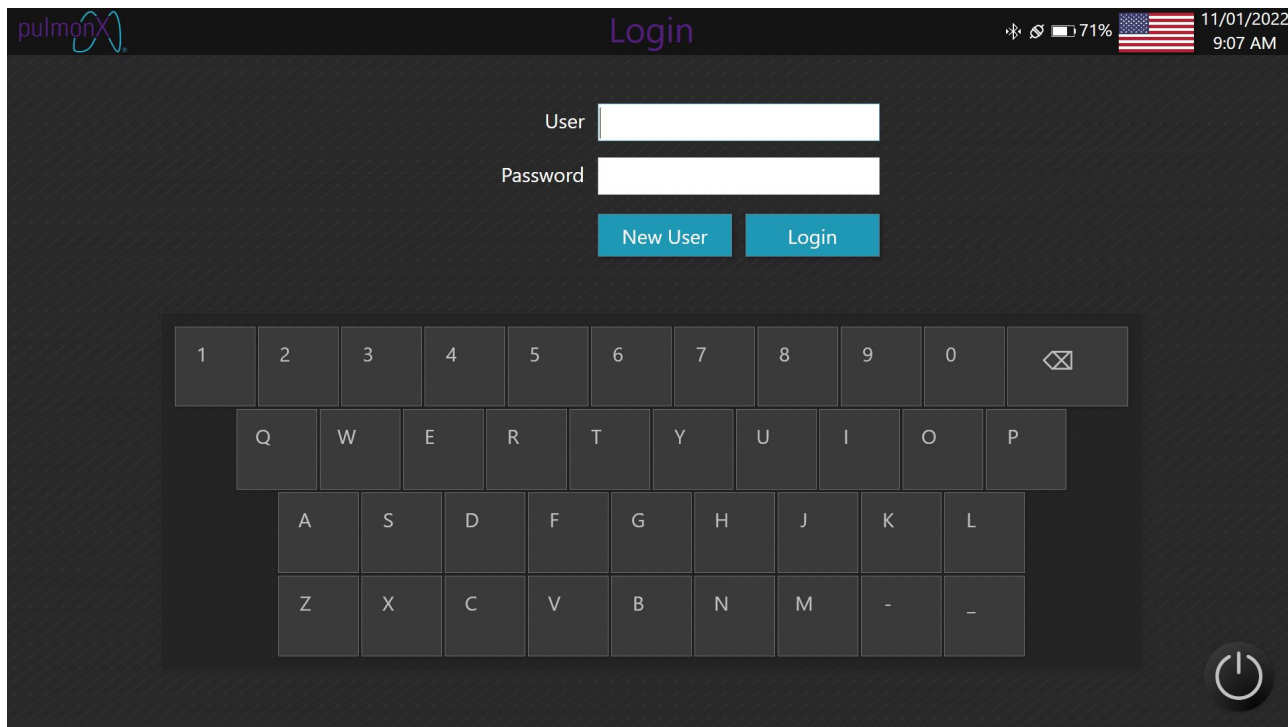 pulmonX
Login
71%
11/01/2022
9:07 AM
User
Password
New User Login
1 2 3 4 5 6 7 8 9 0
Q W E R T Y U I O P
A S D F G H J K L
Z X C V B N M - _